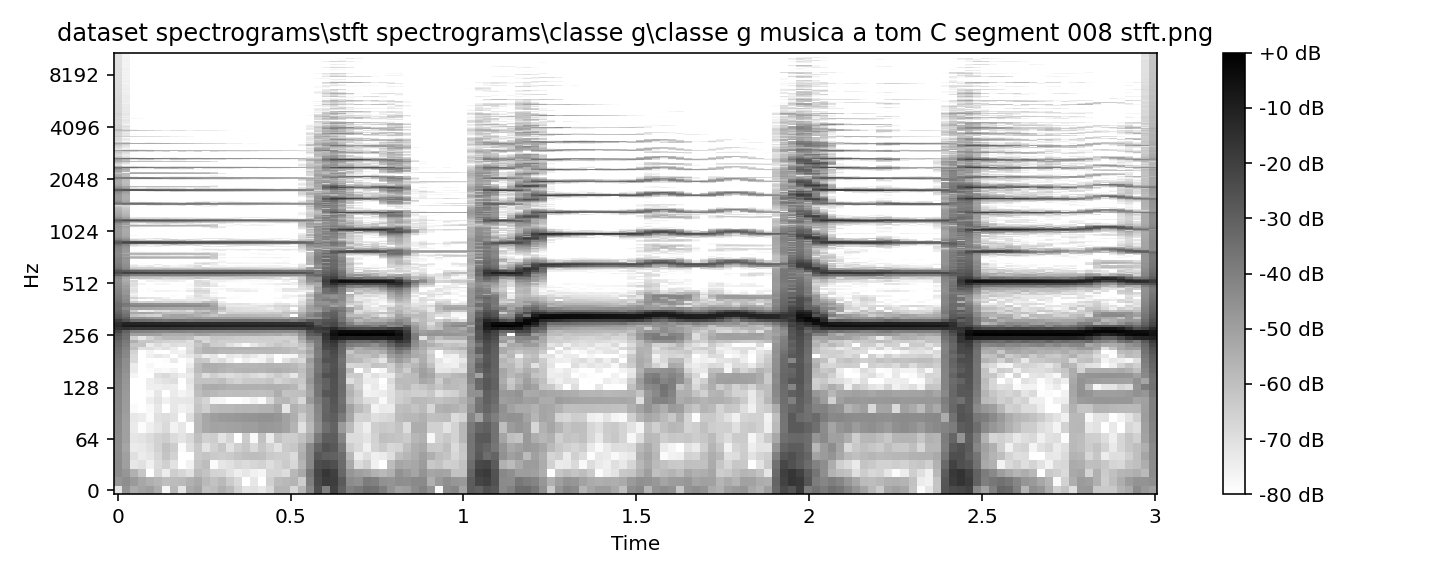 dataset spectrograms\stft spectrograms\classe g\classe g musica a tom C segment 008 stft.png
8192
4096
2048
1024
512
256
128
64
0
Hz
0
0.5
1
1.5
2
2.5
3
Time
+0 dB
-10 dB
-20 dB
-30 dB
-40 dB
-50 dB
-60 dB
-70 dB
-80 dB